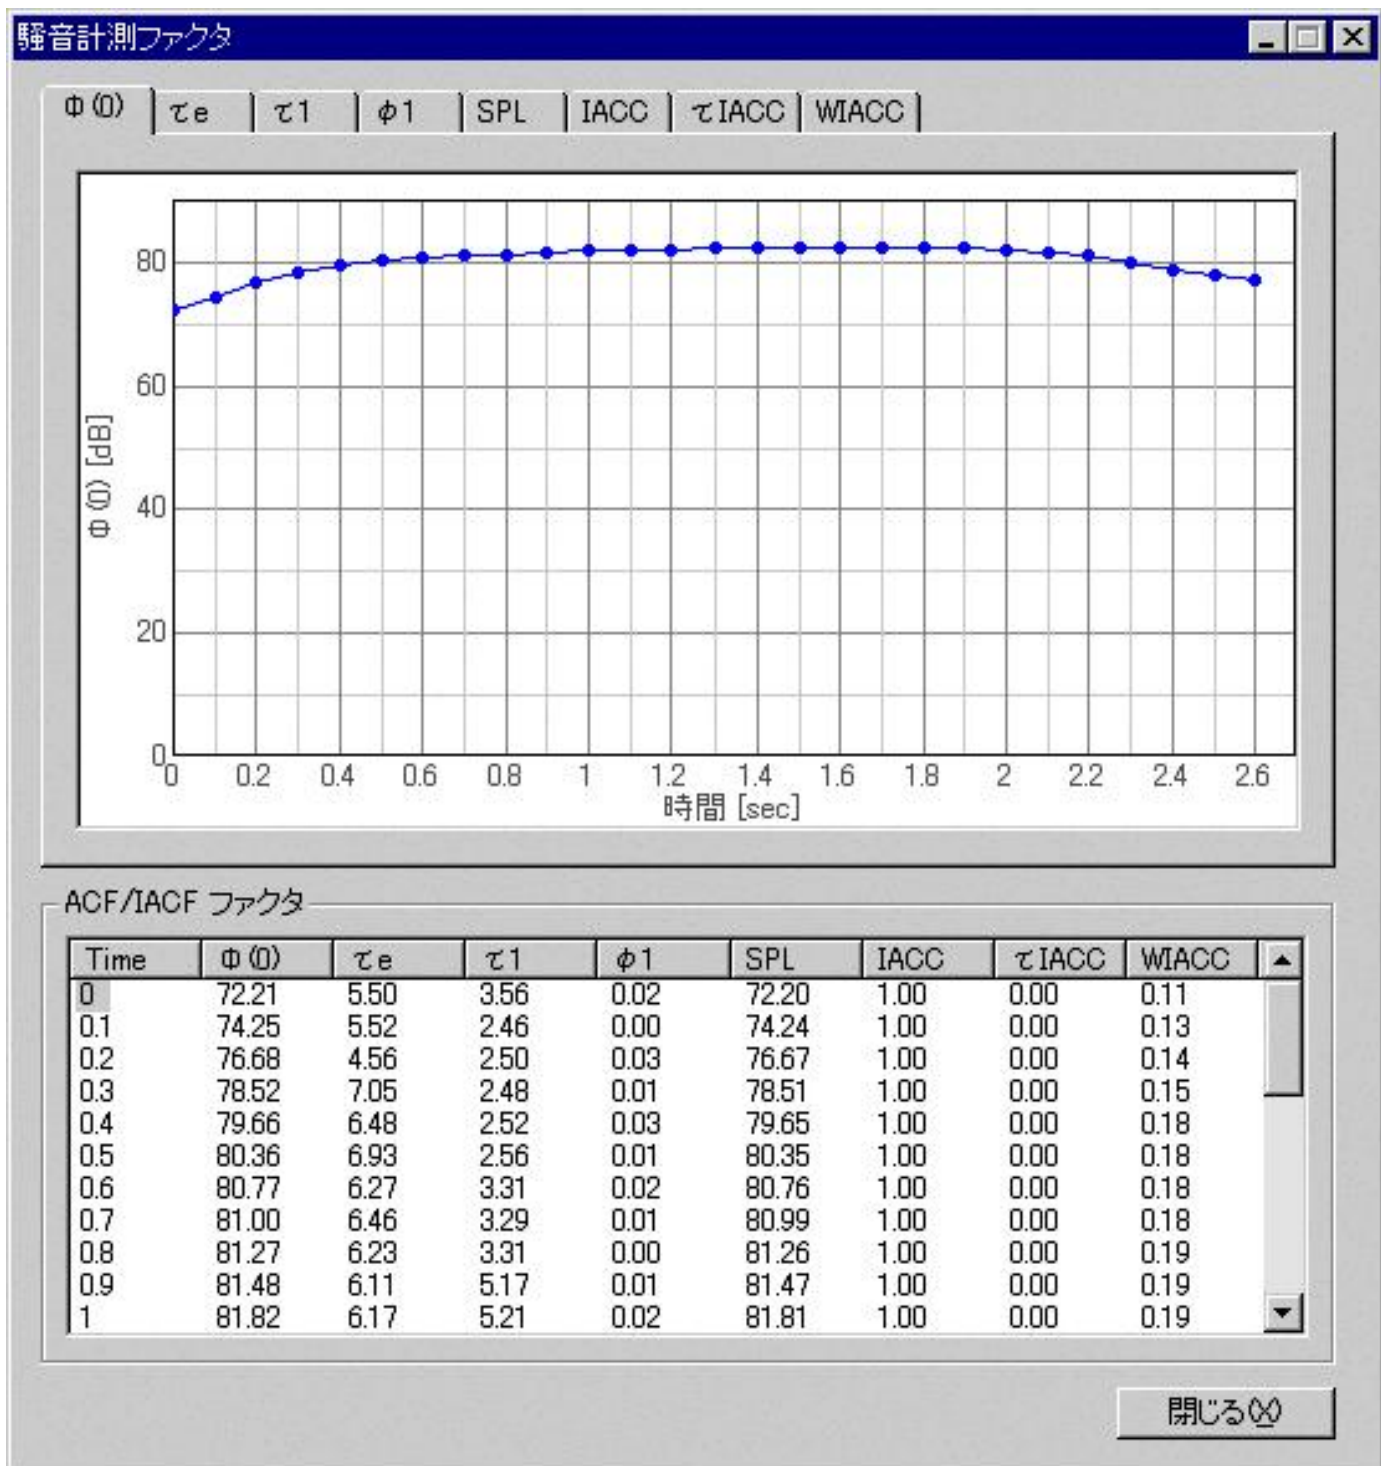 騒音計測ファクタ
Φ(0) τe τ1 φ1 SPL IACC τIACC WIACC
80
60
40
20
0
Φ(0) [dB]
0 0.2 0.4 0.6 0.8 1 1.2 1.4 1.6 1.8 2 2.2 2.4 2.6
時間 [sec]
ACF/IACF ファクタ
Time Φ(0) τe τ1 φ1 SPL IACC τIACC WIACC
0 72.21 5.50 3.56 0.02 72.20 1.00 0.00 0.11
0.1 74.25 5.52 2.46 0.00 74.24 1.00 0.00 0.13
0.2 76.68 4.56 2.50 0.03 76.67 1.00 0.00 0.14
0.3 78.52 7.05 2.48 0.01 78.51 1.00 0.00 0.15
0.4 79.66 6.48 2.52 0.03 79.65 1.00 0.00 0.18
0.5 80.36 6.93 2.56 0.01 80.35 1.00 0.00 0.18
0.6 80.77 6.27 3.31 0.02 80.76 1.00 0.00 0.18
0.7 81.00 6.46 3.29 0.01 80.99 1.00 0.00 0.18
0.8 81.27 6.23 3.31 0.00 81.26 1.00 0.00 0.19
0.9 81.48 6.11 5.17 0.01 81.47 1.00 0.00 0.19
1 81.82 6.17 5.21 0.02 81.81 1.00 0.00 0.19
閉じる(X)